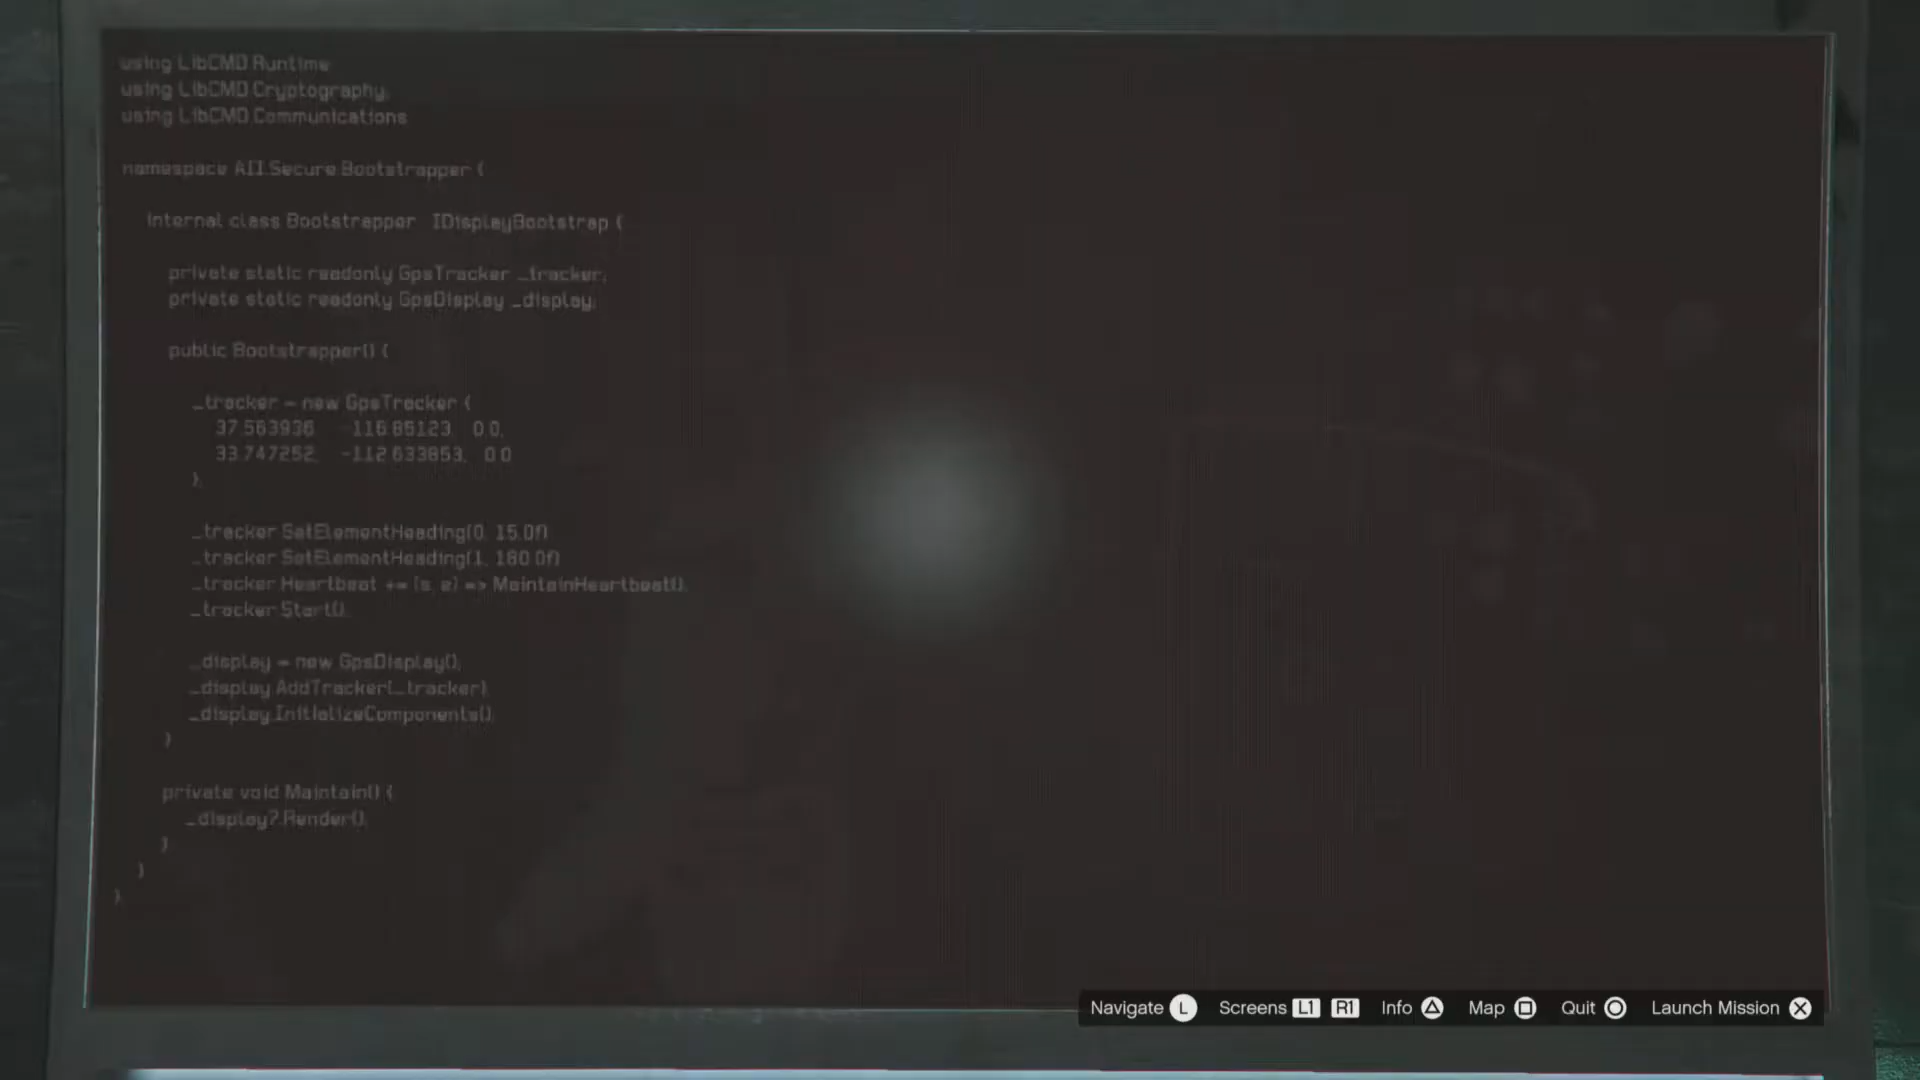 using LibCMD Runtime
using LibCMD Cryptography;
using LibCMD Communications
namespace AII.Secure Bootstrapper {
internal class Bootstrapper IDisplayBootstrap {
private static readonly GpsTracker _tracker;
private static readonly GpsDisplay _display;
public Bootstrapper() {
_tracker = new GpsTracker {
37.563936, -116.85123, 0.0,
33.747252, -112.633853, 0.0
};
_tracker SetElementHeading(0, 15.0f)
_tracker SetElementHeading(1, 180.0f)
_tracker Heartbeat += (s, e) => MaintainHeartbeat();
_tracker Start();
_display = new GpsDisplay();
_display AddTracker(_tracker)
_display.InitializeComponents();
}
private void Maintain() {
_display?.Render();
}
}
}
Navigate L Screens L1 R1 Info Map Quit Launch Mission